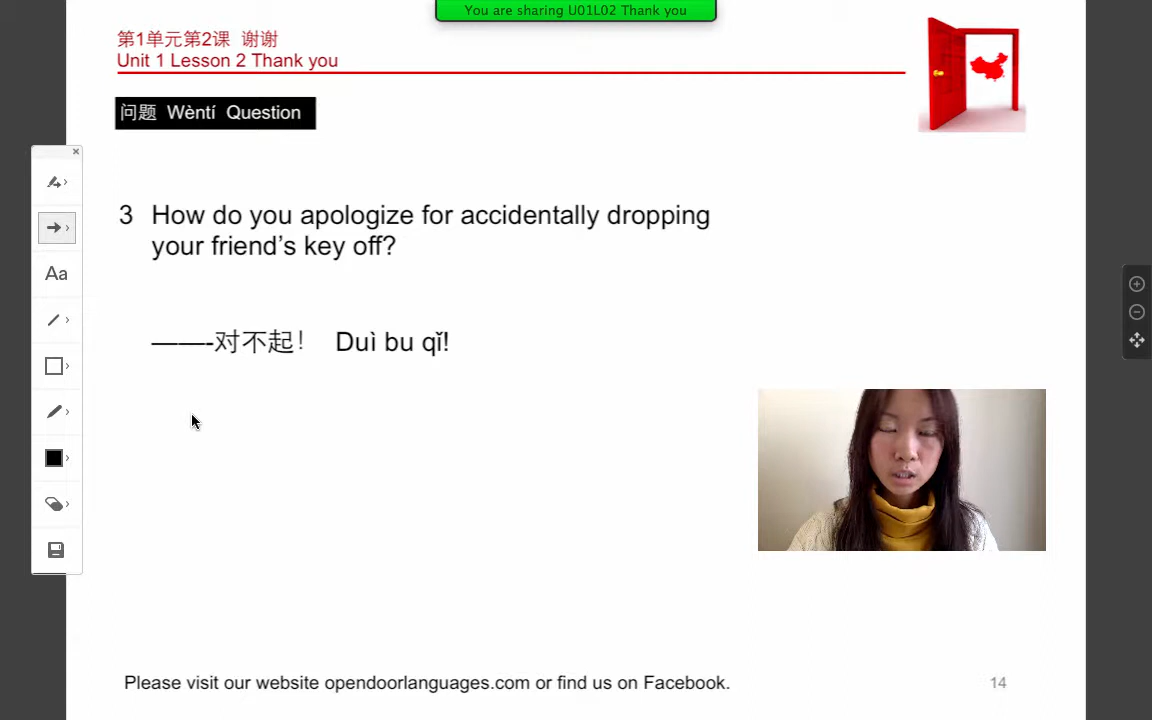 You are sharing U01L02 Thank you
第1单元第2课 谢谢
Unit 1 Lesson 2 Thank you
问题 Wèntí Question
3 How do you apologize for accidentally dropping
your friend's key off?
——-对不起！ Duì bu qǐ!
Aa
Please visit our website opendoorlanguages.com or find us on Facebook.
14